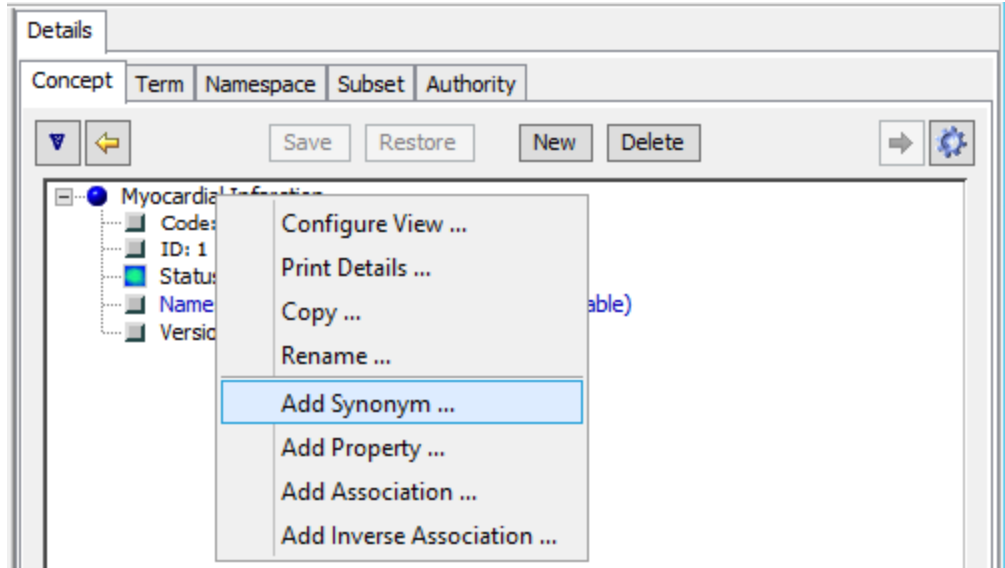 Details
Concept Term Namespace Subset Authority
Save Restore New Delete
Myocardial Infarction
Code:
ID: 1
Status
Name able)
Versio
Configure View ...
Print Details ...
Copy ...
Rename ...
Add Synonym ...
Add Property ...
Add Association ...
Add Inverse Association ...